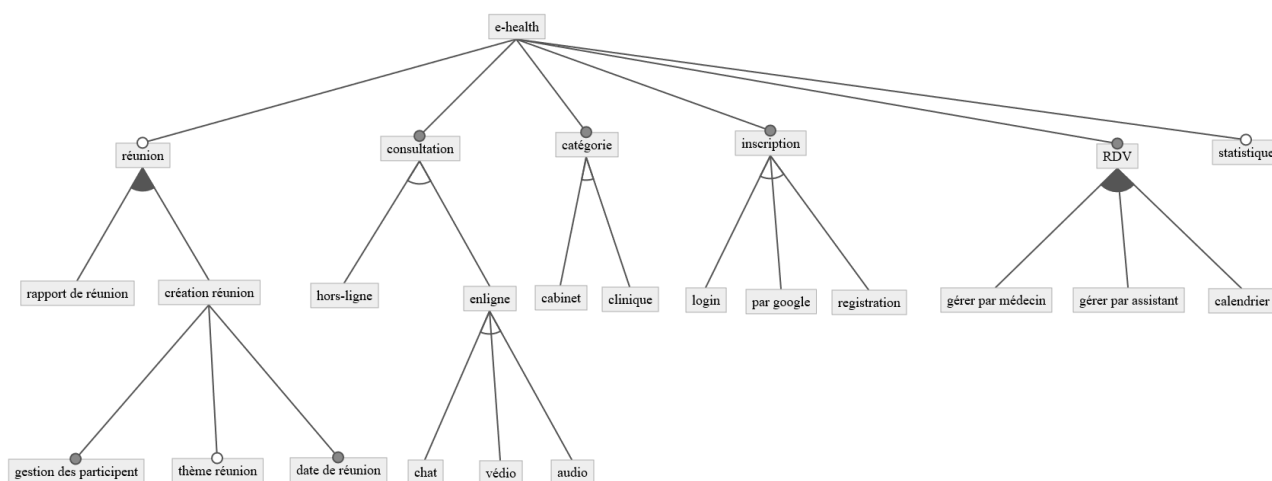 e-health
réunion
consultation
catégorie
inscription
RDV
statistique
rapport de réunion
création réunion
hors-ligne
enligne
cabinet
clinique
login
par google
registration
gérer par médecin
gérer par assistant
calendrier
gestion des participent
thème réunion
date de réunion
chat
védio
audio